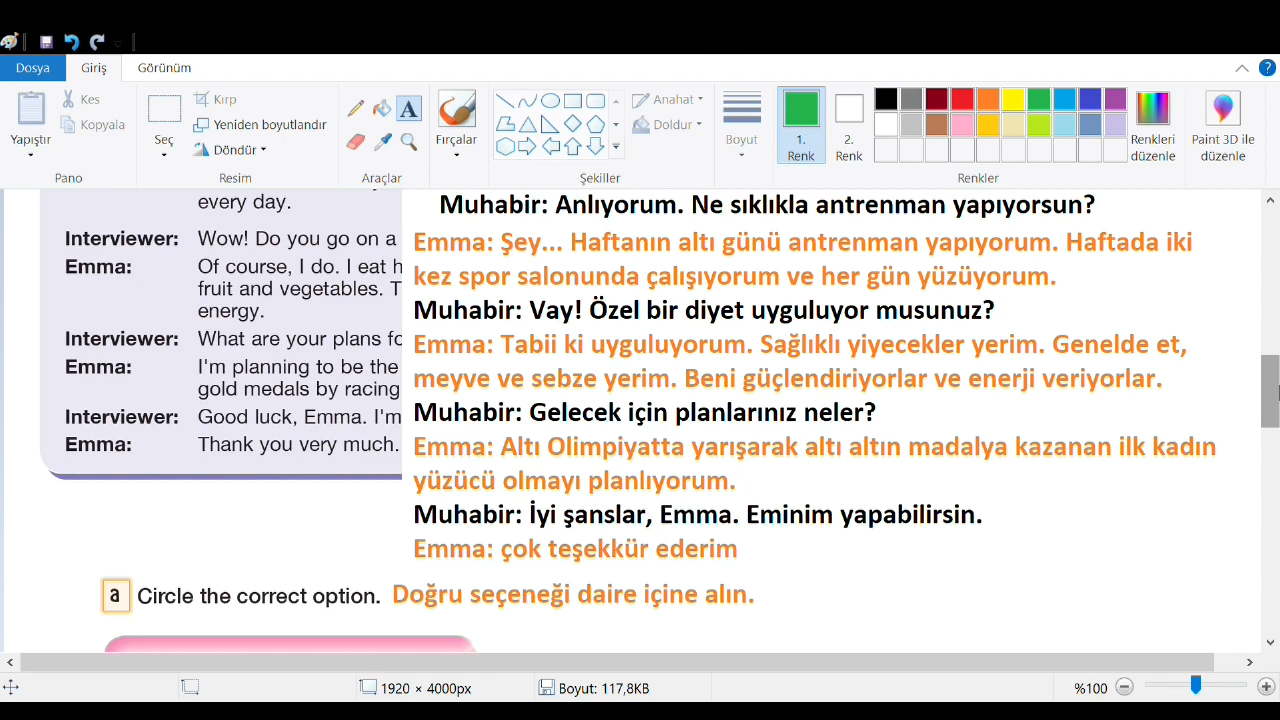 Dosya Giriş Görünüm
Yapıştır
Kes
Kopyala
Pano
Seç
Kırp
Yeniden boyutlandır
Döndür
Resim
A
Araçlar
Fırçalar
Şekiller
Anahat
Doldur
Boyut
1. Renk
2. Renk
Renkler
Renkleri düzenle
Paint 3D ile düzenle
every day.
Interviewer: Wow! Do you go on a
Emma: Of course, I do. I eat h
fruit and vegetables. T
energy.
Interviewer: What are your plans fo
Emma: I'm planning to be the
gold medals by racing
Interviewer: Good luck, Emma. I'm
Emma: Thank you very much.
Muhabir: Anlıyorum. Ne sıklıkla antrenman yapıyorsun?
Emma: Şey... Haftanın altı günü antrenman yapıyorum. Haftada iki
kez spor salonunda çalışıyorum ve her gün yüzüyorum.
Muhabir: Vay! Özel bir diyet uyguluyor musunuz?
Emma: Tabii ki uyguluyorum. Sağlıklı yiyecekler yerim. Genelde et,
meyve ve sebze yerim. Beni güçlendiriyorlar ve enerji veriyorlar.
Muhabir: Gelecek için planlarınız neler?
Emma: Altı Olimpiyatta yarışarak altı altın madalya kazanan ilk kadın
yüzücü olmayı planlıyorum.
Muhabir: İyi şanslar, Emma. Eminim yapabilirsin.
Emma: çok teşekkür ederim
a Circle the correct option. Doğru seçeneği daire içine alın.
1920 × 4000px
Boyut: 117,8KB
%100